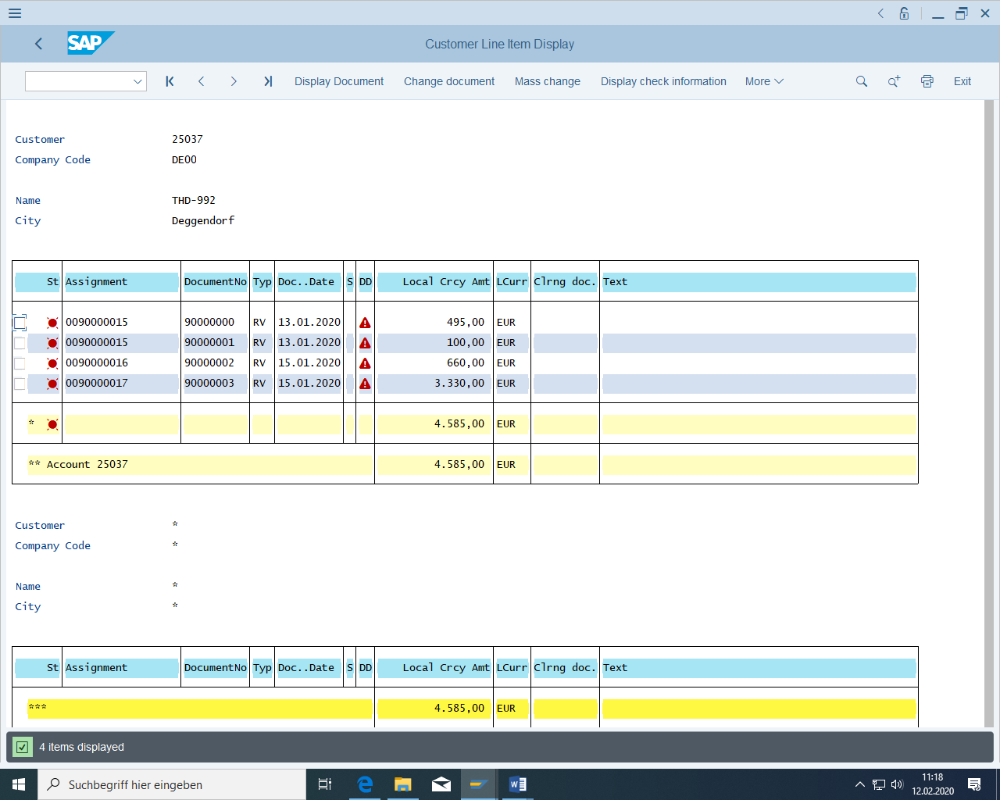 SAP
Customer Line Item Display
Display Document Change document Mass change Display check information More Exit
Customer 25037
Company Code DE00
Name THD-992
City Deggendorf
St Assignment DocumentNo Typ Doc..Date S DD Local Crcy Amt LCurr Clrng doc. Text
0090000015 90000000 RV 13.01.2020 495,00 EUR
0090000015 90000001 RV 13.01.2020 100,00 EUR
0090000016 90000002 RV 15.01.2020 660,00 EUR
0090000017 90000003 RV 15.01.2020 3.330,00 EUR
* 4.585,00 EUR
** Account 25037 4.585,00 EUR
Customer *
Company Code *
Name *
City *
St Assignment DocumentNo Typ Doc..Date S DD Local Crcy Amt LCurr Clrng doc. Text
*** 4.585,00 EUR
4 items displayed
Suchbegriff hier eingeben
11:18
12.02.2020